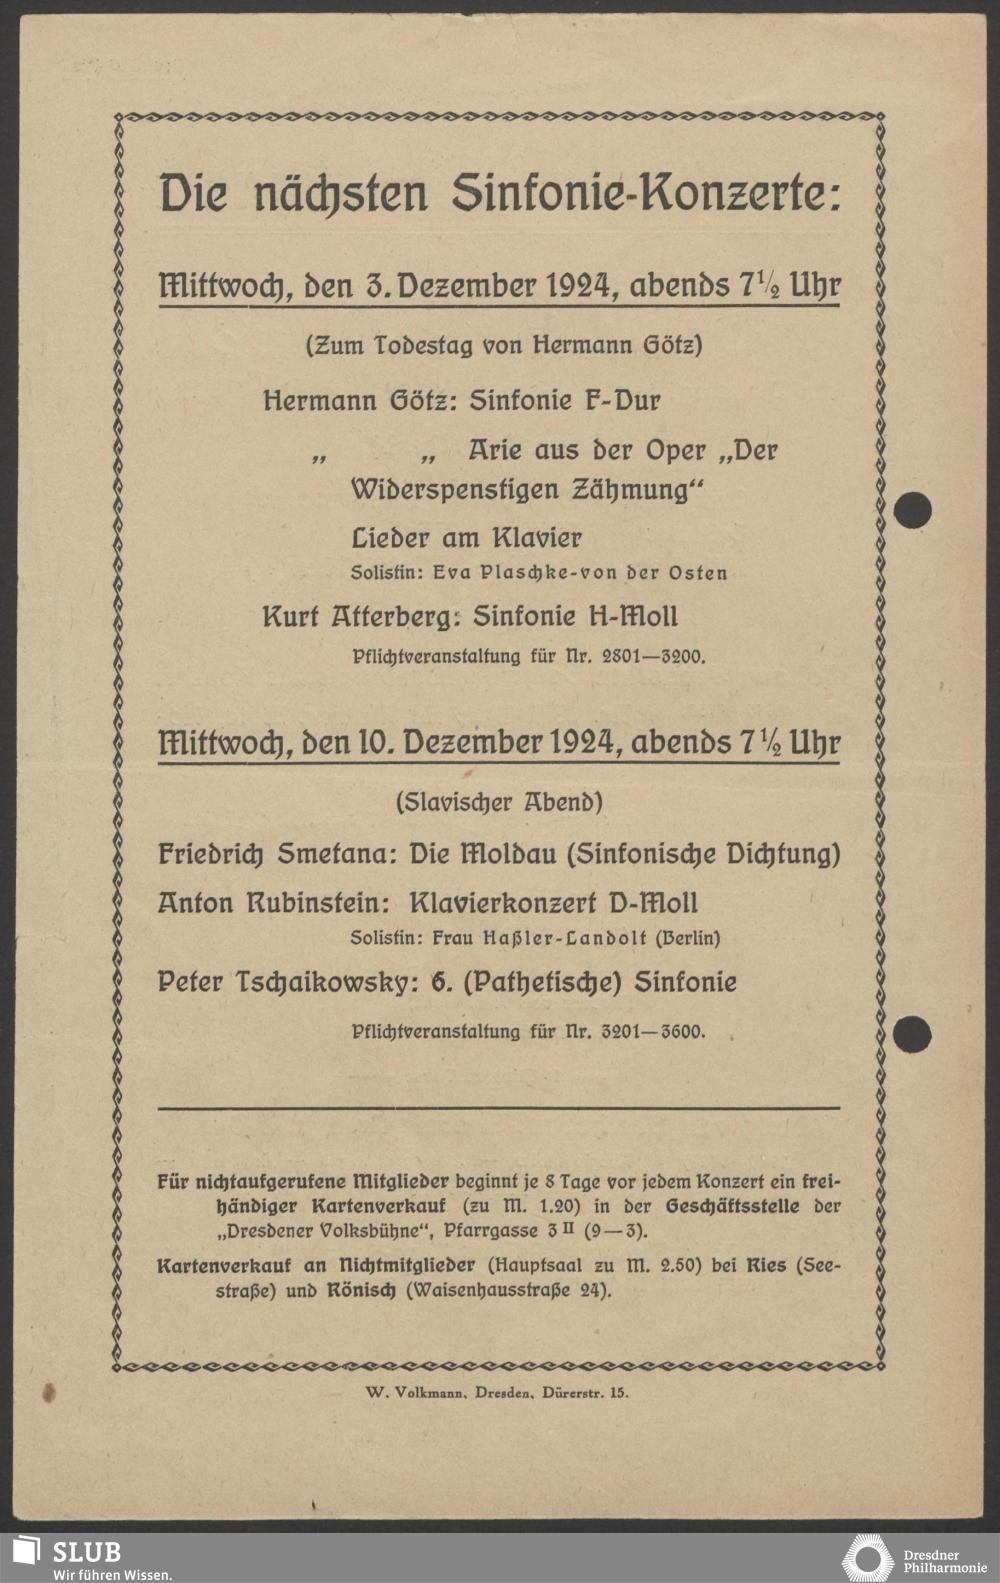 Die nächsten Sinfonie-Konzerte:
Mittwoch, den 3. Dezember 1924, abends 7½ Uhr
(Zum Todestag von Hermann Götz)
Hermann Götz: Sinfonie F-Dur
„ „ Arie aus der Oper „Der
Widerspenstigen Zähmung“
Lieder am Klavier
Solistin: Eva Plaschke-von der Osten
Kurt Atterberg: Sinfonie H-Moll
Pflichtveranstaltung für Nr. 2801—3200.
Mittwoch, den 10. Dezember 1924, abends 7½ Uhr
(Slavischer Abend)
Friedrich Smetana: Die Moldau (Sinfonische Dichtung)
Anton Rubinstein: Klavierkonzert D-Moll
Solistin: Frau Haßler-Landolt (Berlin)
Peter Tschaikowsky: 6. (Pathetische) Sinfonie
Pflichtveranstaltung für Nr. 3201—3600.
Für nichtaufgerufene Mitglieder beginnt je 8 Tage vor jedem Konzert ein frei-
händiger Kartenverkauf (zu M. 1.20) in der Geschäftsstelle der
„Dresdener Volksbühne“, Pfarrgasse 3 II (9—3).
Kartenverkauf an Nichtmitglieder (Hauptsaal zu M. 2.50) bei Ries (See-
straße) und Rönisch (Waisenhausstraße 24).
W. Volkmann, Dresden, Dürerstr. 15.
SLUB
Wir führen Wissen.
Dresdner
Philharmonie